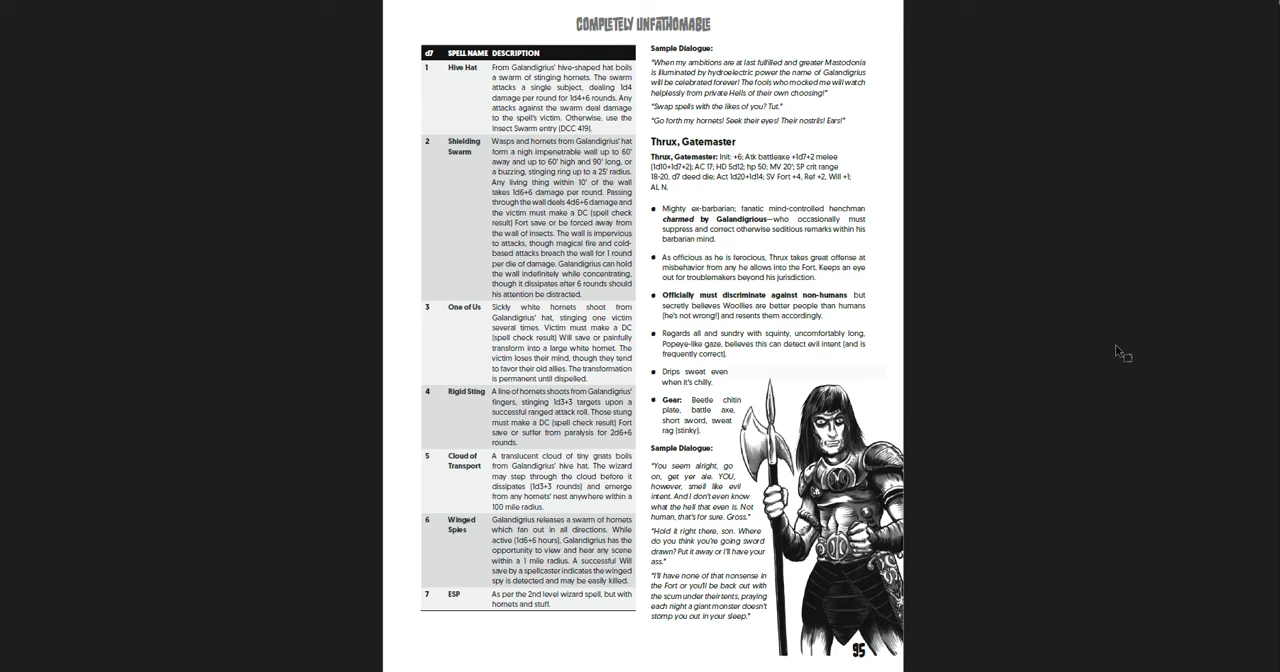 COMPLETELY UNFATHOMABLE
d7 SPELL NAME DESCRIPTION
1 Hive Hat From Galandigrius' hive-shaped hat boils
a swarm of stinging hornets. The swarm
attacks a single subject, dealing 1d4
damage per round for 1d4+6 rounds. Any
attacks against the swarm deal damage
to the spell's victim. Otherwise, use the
Insect Swarm entry (DCC 419).
2 Shielding Wasps and hornets from Galandigrius' hat
Swarm form a nigh impenetrable wall up to 60'
away and up to 60' high and 90' long, or
a buzzing, stinging ring up to a 25' radius.
Any living thing within 10' of the wall
takes 1d6+6 damage per round. Passing
through the wall deals 4d6+6 damage and
the victim must make a DC (spell check
result) Fort save or be forced away from
the wall of insects. The wall is impervious
to attacks, though magical fire and cold-
based attacks breach the wall for 1 round
per die of damage. Galandigrius can hold
the wall indefinitely while concentrating,
though it dissipates after 6 rounds should
his attention be distracted.
3 One of Us Sickly white hornets shoot from
Galandigrius' hat, stinging one victim
several times. Victim must make a DC
(spell check result) Will save or painfully
transform into a large white hornet. The
victim loses their mind, though they tend
to favor their old allies. The transformation
is permanent until dispelled.
4 Rigid Sting A line of hornets shoots from Galandigrius'
fingers, stinging 1d3+3 targets upon a
successful ranged attack roll. Those stung
must make a DC (spell check result) Fort
save or suffer from paralysis for 2d6+6
rounds.
5 Cloud of A translucent cloud of tiny gnats boils
Transport from Galandigrius' hive hat. The wizard
may step through the cloud before it
dissipates (1d3+3 rounds) and emerge
from any hornets' nest anywhere within a
100 mile radius.
6 Winged Galandigrius releases a swarm of hornets
Spies which fan out in all directions. While
active (1d6+6 hours), Galandigrius has the
opportunity to view and hear any scene
within a 1 mile radius. A successful Will
save by a spellcaster indicates the winged
spy is detected and may be easily killed.
7 ESP As per the 2nd level wizard spell, but with
hornets and stuff.
Sample Dialogue:
"When my ambitions are at last fulfilled and greater Mastodonia
is illuminated by hydroelectric power the name of Galandigrius
will be celebrated forever! The fools who mocked me will watch
helplessly from private Hells of their own choosing!"
"Swap spells with the likes of you? Tut."
"Go forth my hornets! Seek their eyes! Their nostrils! Ears!"
Thrux, Gatemaster
Thrux, Gatemaster: Init: +6; Atk battleaxe +1d7+2 melee
(1d10+1d7+2); AC 17; HD 5d12; hp 50; MV 20'; SP crit range
18-20, d7 deed die; Act 1d20+1d14; SV Fort +4, Ref +2, Will +1;
AL N.
• Mighty ex-barbarian; fanatic mind-controlled henchman
charmed by Galandigrious—who occasionally must
suppress and correct otherwise seditious remarks within his
barbarian mind.
• As officious as he is ferocious, Thrux takes great offense at
misbehavior from any he allows into the Fort. Keeps an eye
out for troublemakers beyond his jurisdiction.
• Officially must discriminate against non-humans but
secretly believes Woollies are better people than humans
(he's not wrong!) and resents them accordingly.
• Regards all and sundry with squinty, uncomfortably long,
Popeye-like gaze, believes this can detect evil intent (and is
frequently correct).
• Drips sweat even
when it's chilly.
• Gear: Beetle chitin
plate, battle axe,
short sword, sweat
rag (stinky).
Sample Dialogue:
"You seem alright, go
on, get yer ale. YOU,
however, smell like evil
intent. And I don't even know
what the hell that even is. Not
human, that's for sure. Gross."
"Hold it right there, son. Where
do you think you're going sword
drawn? Put it away or I'll have your
ass."
"I'll have none of that nonsense in
the Fort or you'll be back out with
the scum under their tents, praying
each night a giant monster doesn't
stomp you out in your sleep."
95